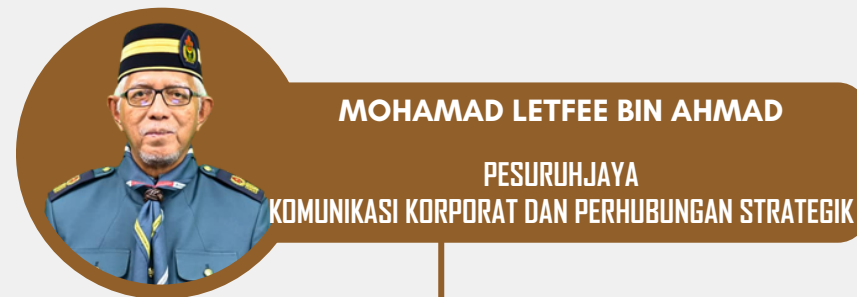 MOHAMAD LETFEE BIN AHMAD
PESURUHJAYA
KOMUNIKASI KORPORAT DAN PERHUBUNGAN STRATEGIK